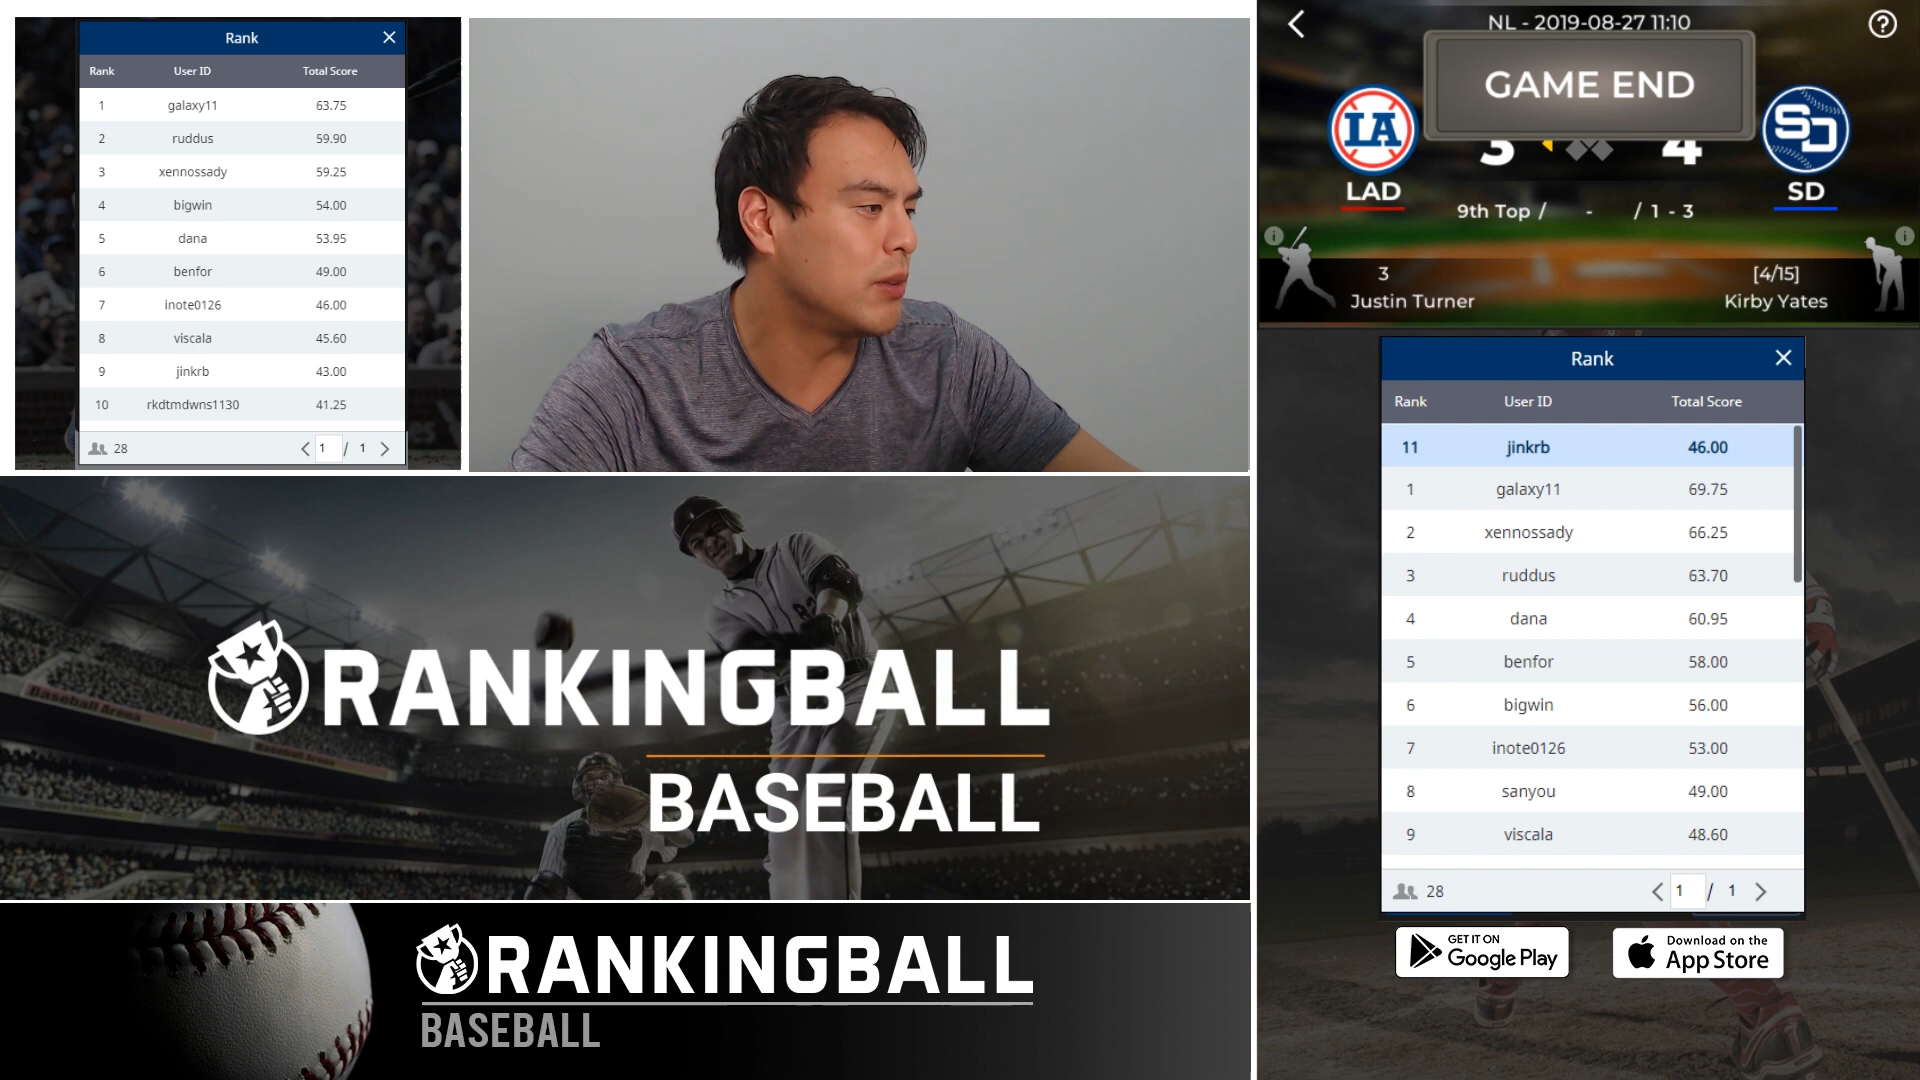 Rank
Rank User ID Total Score
1 galaxy11 63.75
2 ruddus 59.90
3 xennossady 59.25
4 bigwin 54.00
5 dana 53.95
6 benfor 49.00
7 inote0126 46.00
8 viscala 45.60
9 jinkrb 43.00
10 rkdtmdwns1130 41.25
28 1 / 1
RANKINGBALL
BASEBALL
Baseball Arena
RANKINGBALL
BASEBALL
NL - 2019-08-27 11:10
GAME END
LA 3 4 SD
LAD SD
9th Top / - / 1 - 3
3 [4/15]
Justin Turner Kirby Yates
Rank
Rank User ID Total Score
11 jinkrb 46.00
1 galaxy11 69.75
2 xennossady 66.25
3 ruddus 63.70
4 dana 60.95
5 benfor 58.00
6 bigwin 56.00
7 inote0126 53.00
8 sanyou 49.00
9 viscala 48.60
28 1 / 1
GET IT ON
Google Play
Download on the
App Store